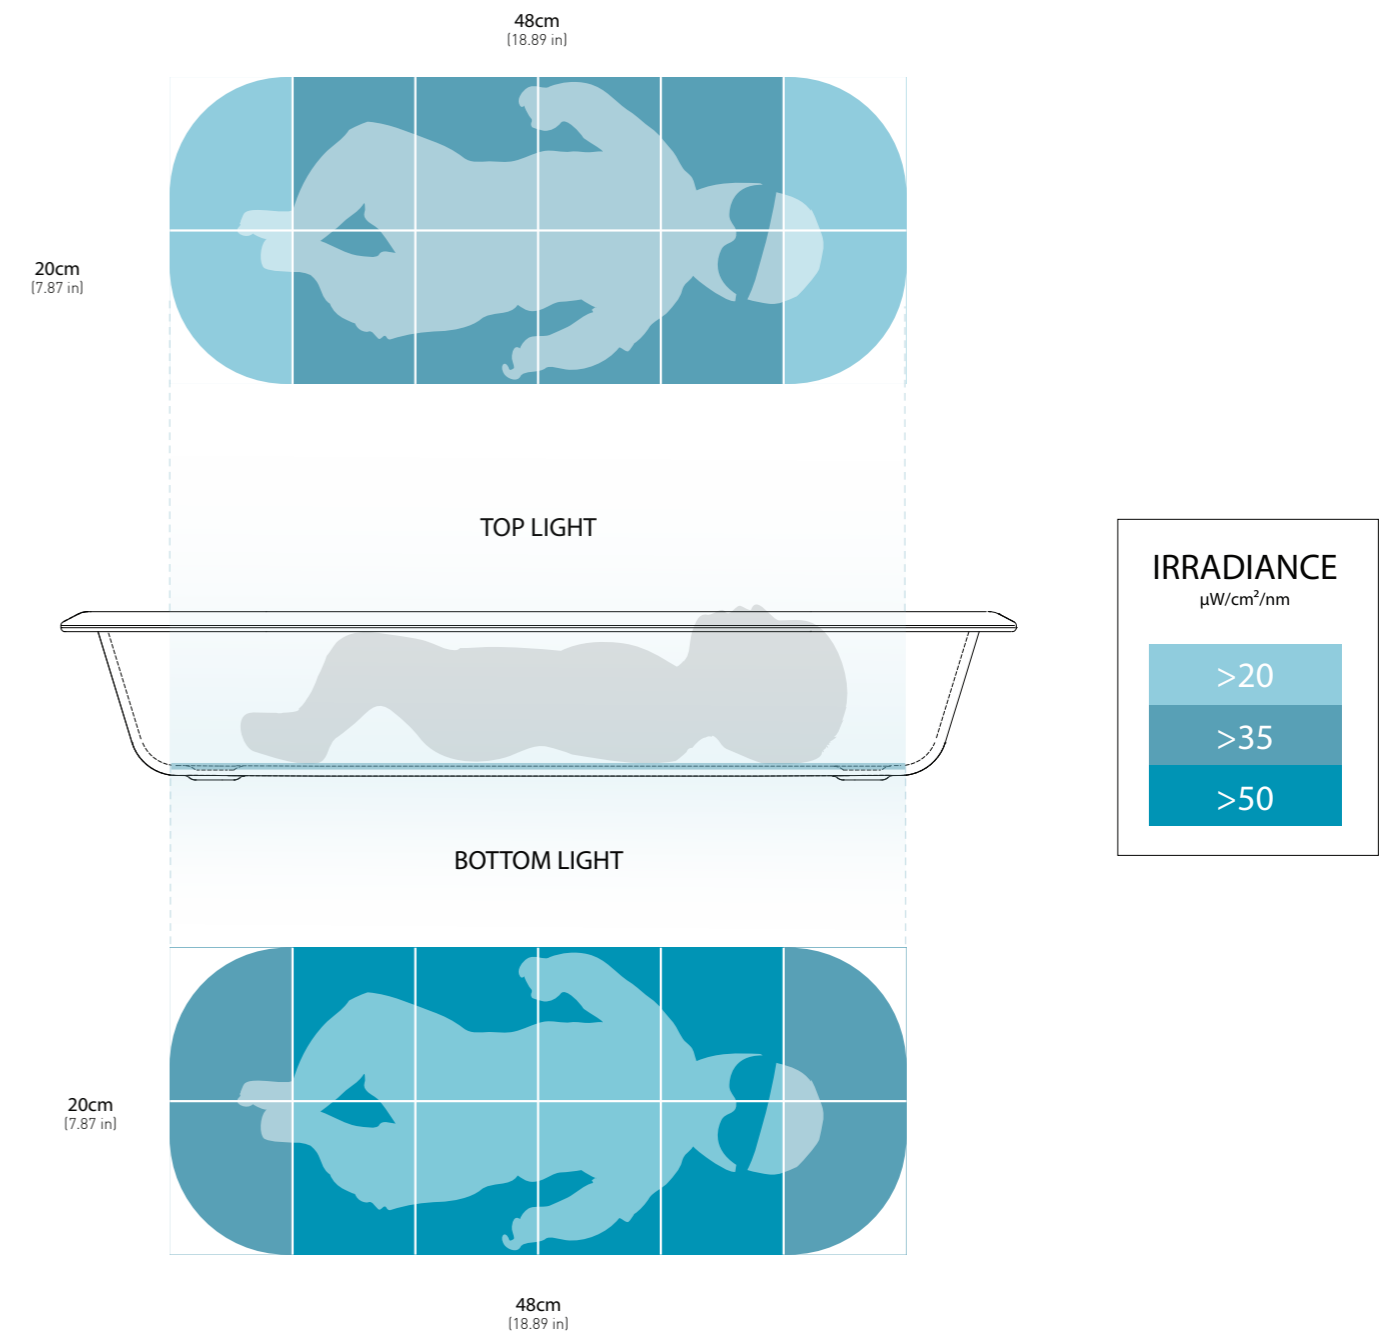 48cm
(18.89 in)
20cm
(7.87 in)
TOP LIGHT
IRRADIANCE
µW/cm²/nm
>20
>35
>50
BOTTOM LIGHT
20cm
(7.87 in)
48cm
(18.89 in)